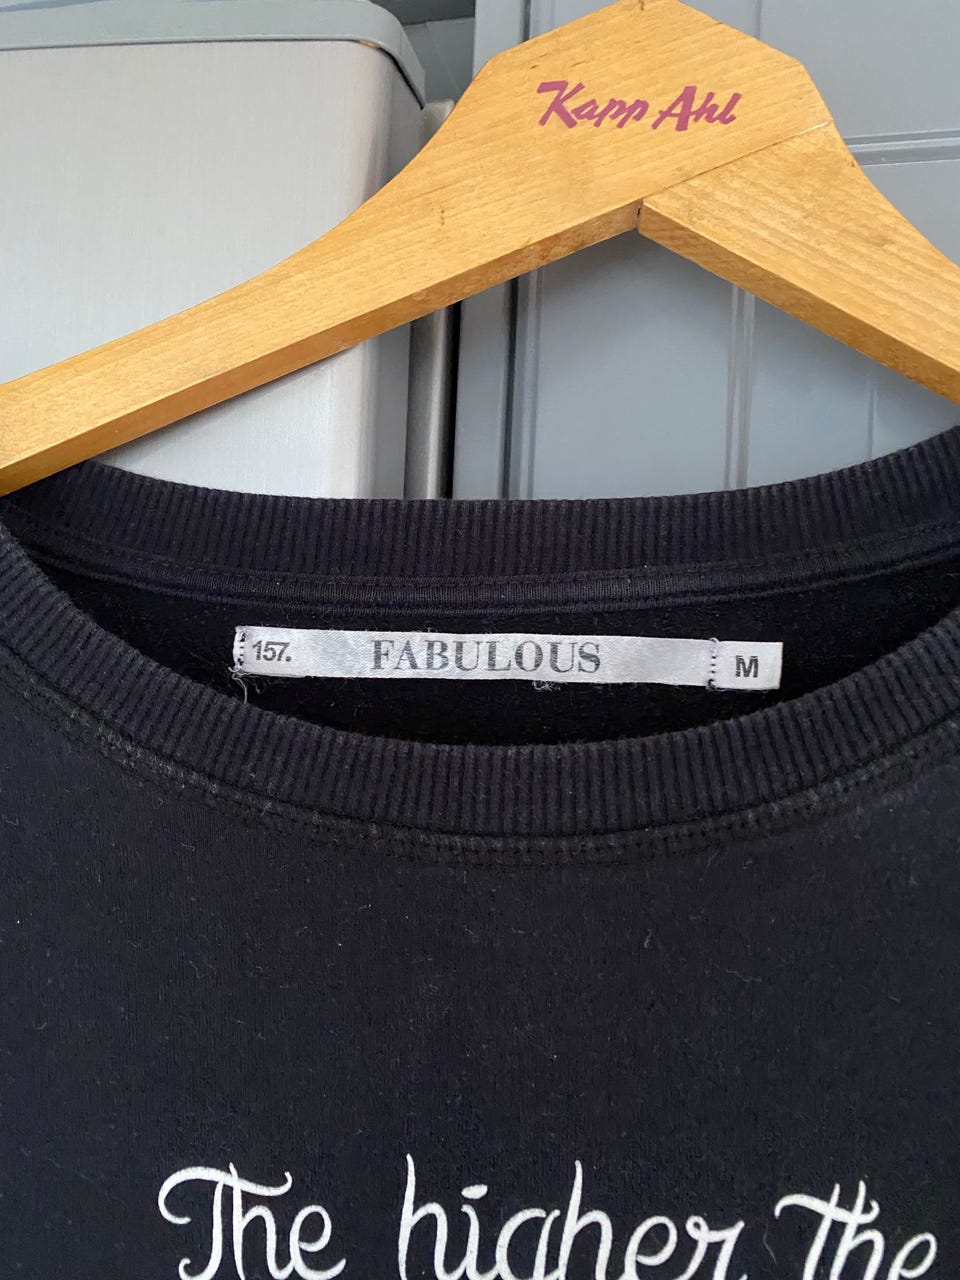 Kapp Ahl
157. FABULOUS M
The higher the